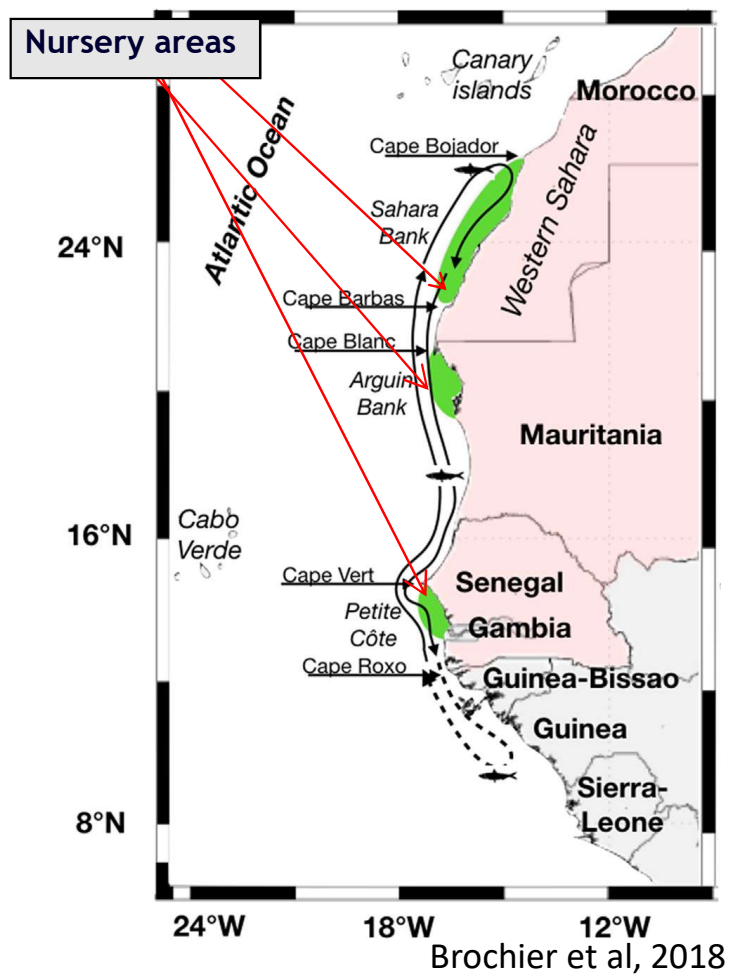 Nursery areas
Canary
islands
Morocco
Atlantic Ocean
Cape Bojador
Western Sahara
Sahara
Bank
24°N
Cape Barbas
Cape Blanc
Arguin
Bank
Mauritania
16°N
Cabo
Verde
Cape Vert
Senegal
Petite
Côte
Gambia
Cape Roxo
Guinea-Bissao
Guinea
Sierra-
Leone
8°N
24°W
18°W
12°W
Brochier et al, 2018